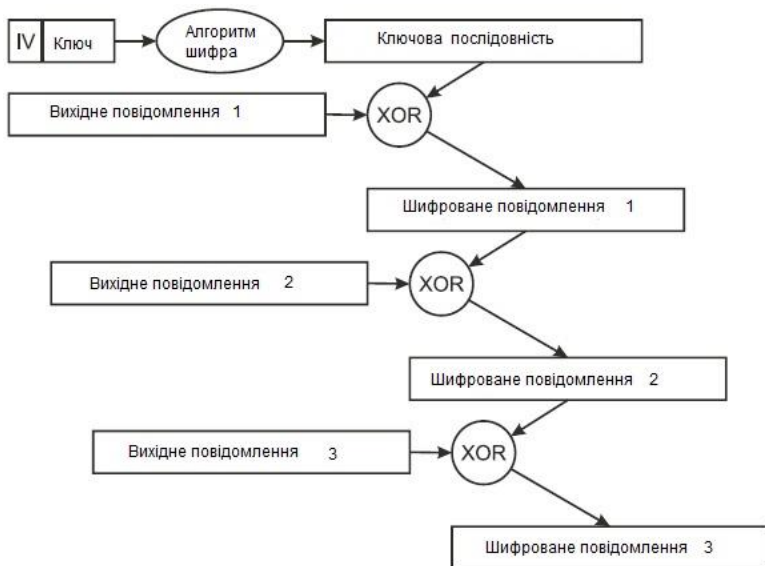 IV Ключ
Алгоритм
шифра
Ключова послідовність
Вихідне повідомлення 1
XOR
Шифроване повідомлення 1
Вихідне повідомлення 2
XOR
Шифроване повідомлення 2
Вихідне повідомлення 3
XOR
Шифроване повідомлення 3